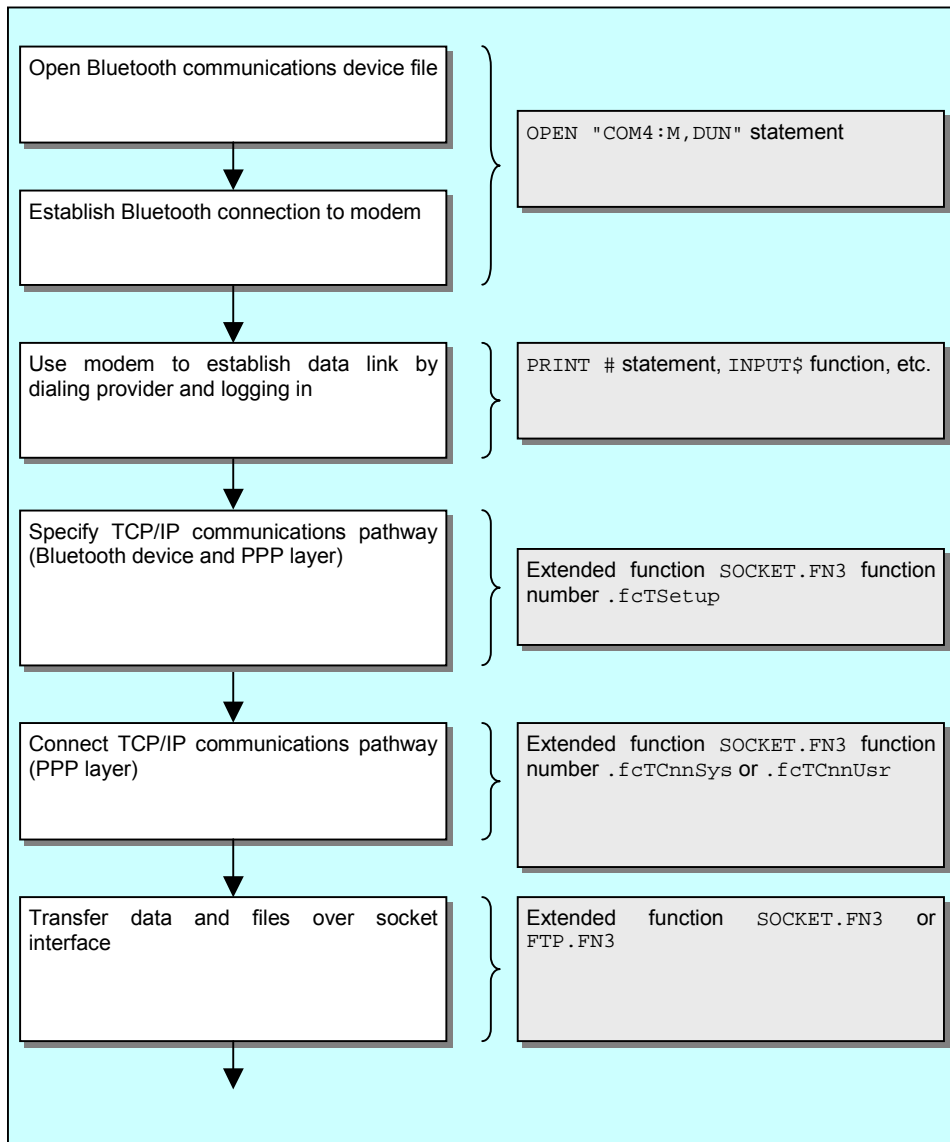 Open Bluetooth communications device file
OPEN "COM4:M,DUN" statement
Establish Bluetooth connection to modem
Use modem to establish data link by
dialing provider and logging in
PRINT # statement, INPUT$ function, etc.
Specify TCP/IP communications pathway
(Bluetooth device and PPP layer)
Extended function SOCKET.FN3 function
number .fcTSetup
Connect TCP/IP communications pathway
(PPP layer)
Extended function SOCKET.FN3 function
number .fcTCnnSys or .fcTCnnUsr
Transfer data and files over socket
interface
Extended function SOCKET.FN3 or
FTP.FN3